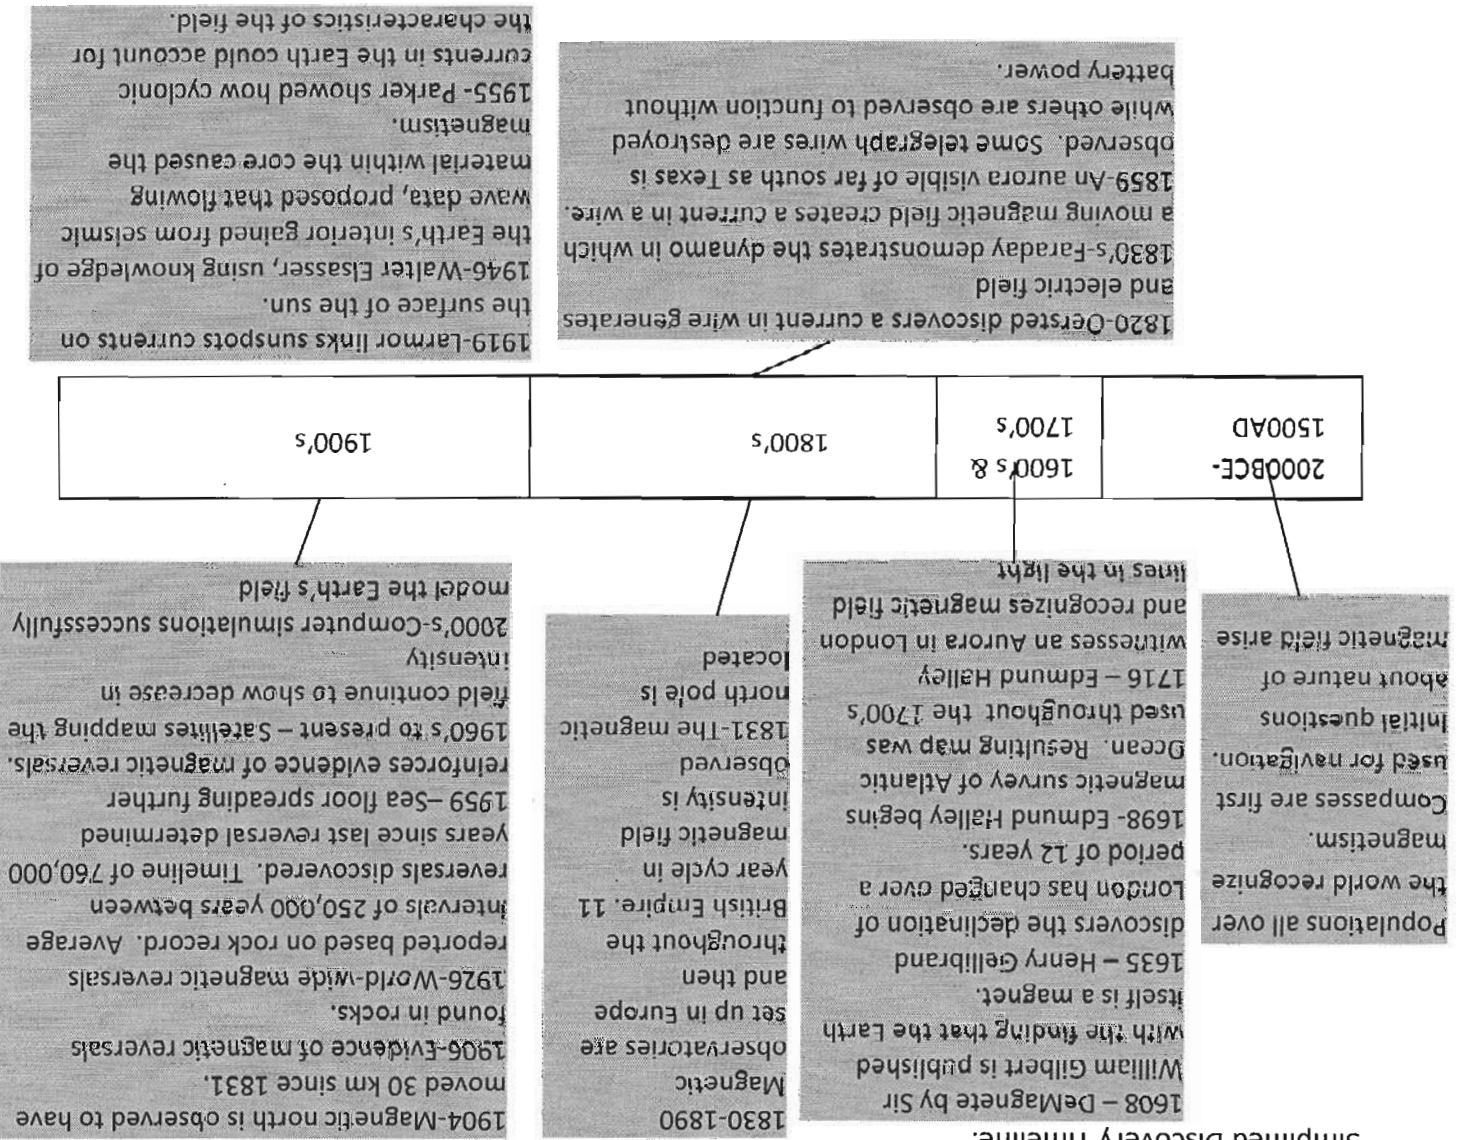 Simplified Discovery Timeline:
Populations all over
the world recognize
magnetism.
Compasses are first
used for navigation.
Initial questions
about nature of
magnetic field arise
1608 – DeMagnete by Sir
William Gilbert is published
with the finding that the Earth
itself is a magnet.
1635 – Henry Gellibrand
discovers the declination of
London has changed over a
period of 12 years.
1698- Edmund Halley begins
magnetic survey of Atlantic
Ocean. Resulting map was
used throughout the 1700's
1716 – Edmund Halley
witnesses an Aurora in London
and recognizes magnetic field
lines in the light
1830-1890
Magnetic
observatories are
set up in Europe
and then
throughout the
British Empire. 11
year cycle in
magnetic field
intensity is
observed
1831-The magnetic
north pole is
located
1904-Magnetic north is observed to have
moved 30 km since 1831.
1906-Evidence of magnetic reversals
found in rocks.
1926-World-wide magnetic reversals
reported based on rock record. Average
intervals of 250,000 years between
reversals discovered. Timeline of 760,000
years since last reversal determined
1959 –Sea floor spreading further
reinforces evidence of magnetic reversals.
1960's to present – Satellites mapping the
field continue to show decrease in
intensity
2000's-Computer simulations successfully
model the Earth's field
2000BCE-
1500AD
1600's &
1700's
1800's
1900's
1820-Oersted discovers a current in wire generates
and electric field
1830's-Faraday demonstrates the dynamo in which
a moving magnetic field creates a current in a wire.
1859-An aurora visible of far south as Texas is
observed. Some telegraph wires are destroyed
while others are observed to function without
battery power.
1919-Larmor links sunspots currents on
the surface of the sun.
1946-Walter Elsasser, using knowledge of
the Earth's interior gained from seismic
wave data, proposed that flowing
material within the core caused the
magnetism.
1955- Parker showed how cyclonic
currents in the Earth could account for
the characteristics of the field.